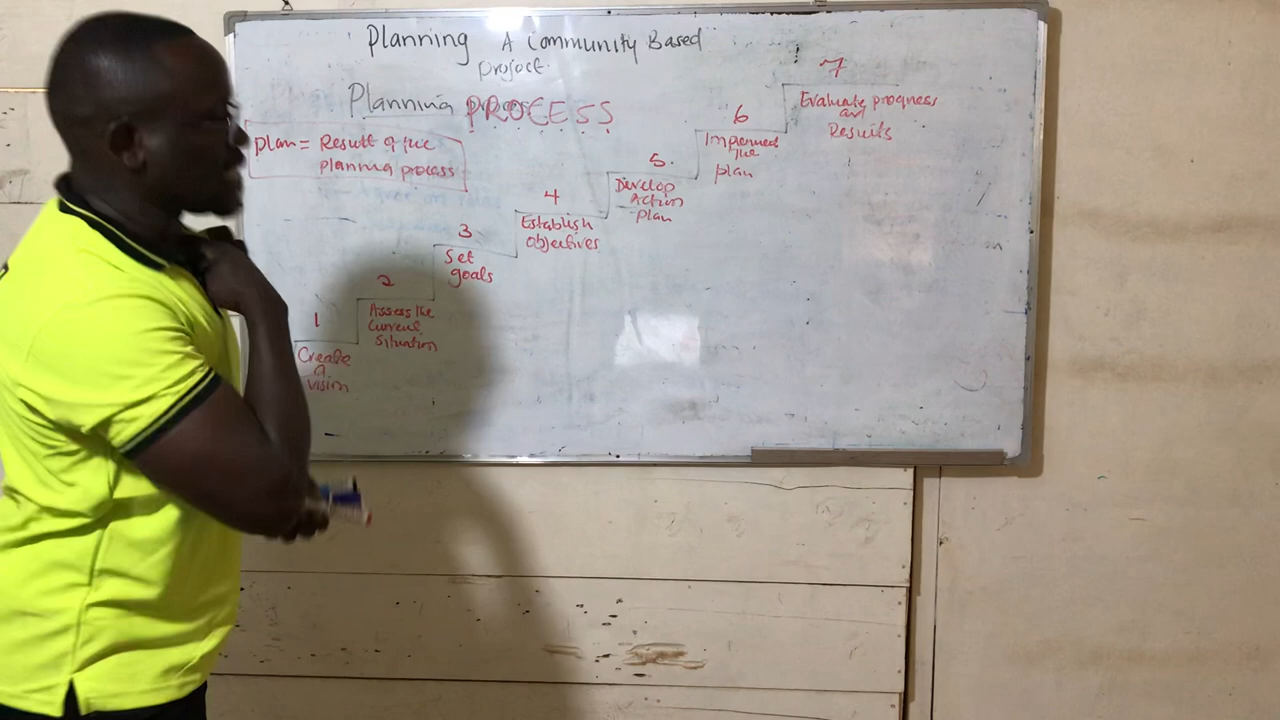 Planning A Community Based
project.
Planning PROCESS
plan = Result of the
planning process
7
Evaluate progress
and
Results
6
Implement
the
plan
5.
Develop
Action
plan
4
Establish
objectives
3
Set
goals
2
Assess the
Current
Situation
1
Create
a
vision